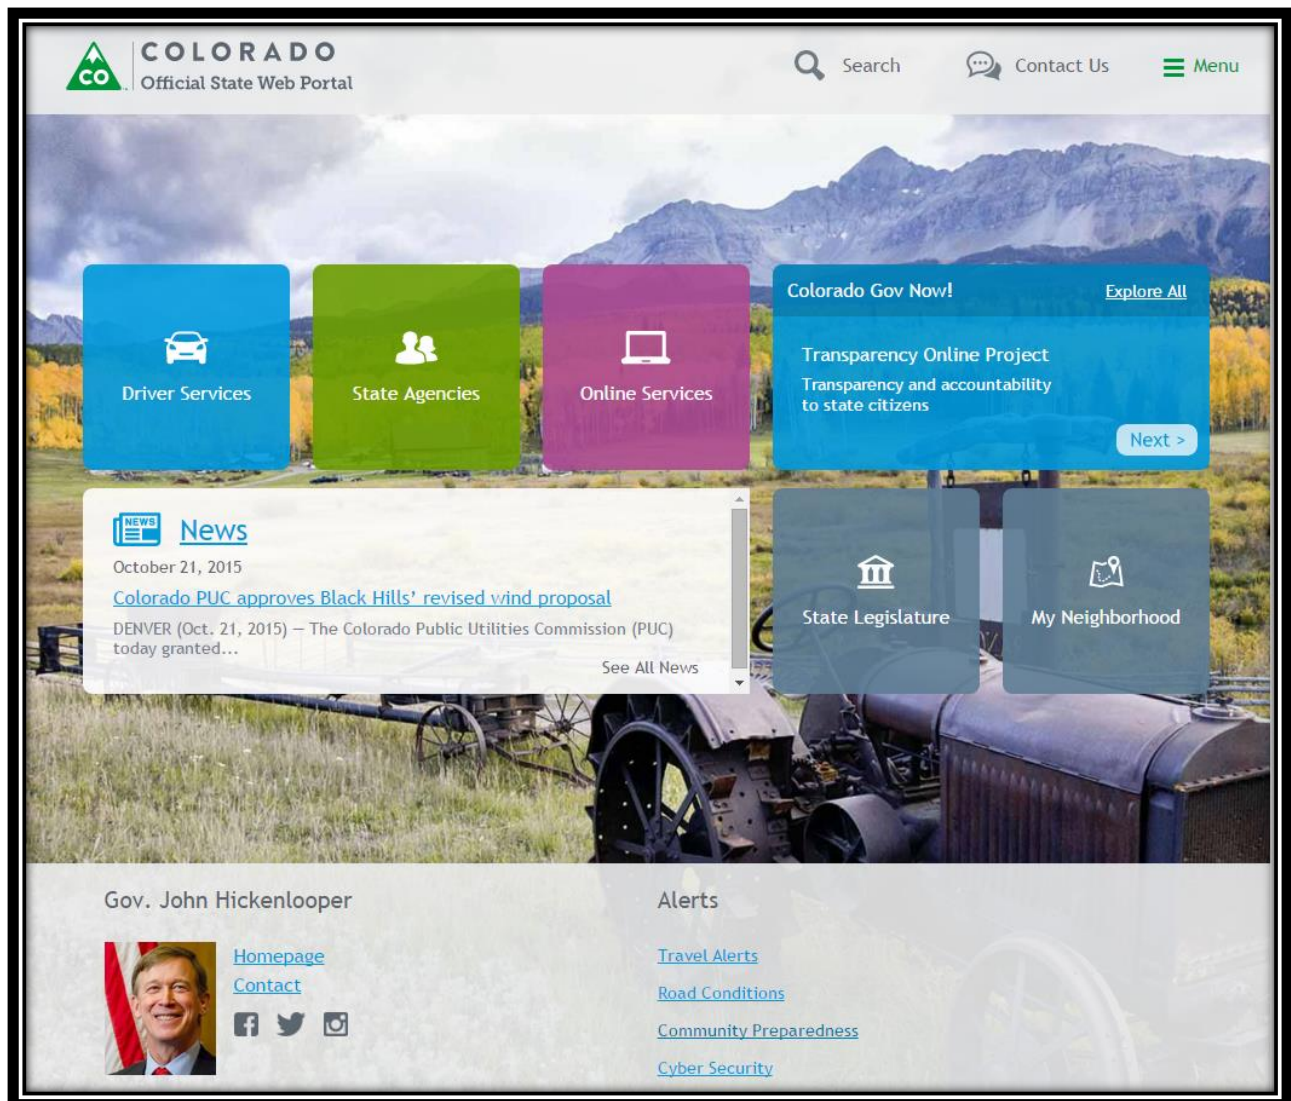 COLORADO
CO
Official State Web Portal
Search
Contact Us
Menu
Driver Services
State Agencies
Online Services
Colorado Gov Now!
Explore All
Transparency Online Project
Transparency and accountability
to state citizens
Next >
NEWS
News
October 21, 2015
Colorado PUC approves Black Hills’ revised wind proposal
DENVER (Oct. 21, 2015) — The Colorado Public Utilities Commission (PUC)
today granted...
See All News
State Legislature
My Neighborhood
Gov. John Hickenlooper
Homepage
Contact
Alerts
Travel Alerts
Road Conditions
Community Preparedness
Cyber Security